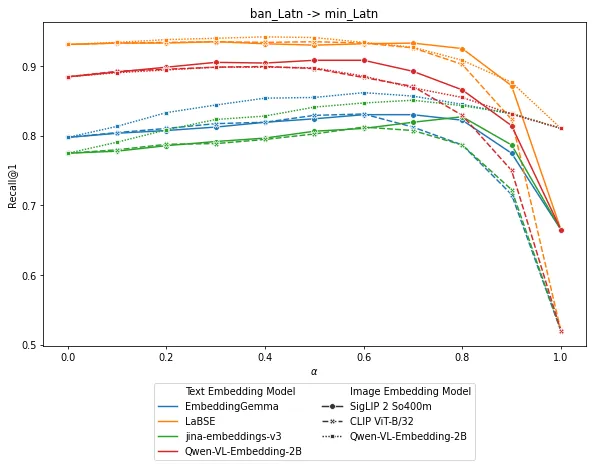 ban_Latn -> min_Latn
Recall@1
0.9
0.8
0.7
0.6
0.5
0.0
0.2
0.4
0.6
0.8
1.0
α
Text Embedding Model
EmbeddingGemma
LaBSE
jina-embeddings-v3
Qwen-VL-Embedding-2B
Image Embedding Model
SigLIP 2 So400m
CLIP ViT-B/32
Qwen-VL-Embedding-2B